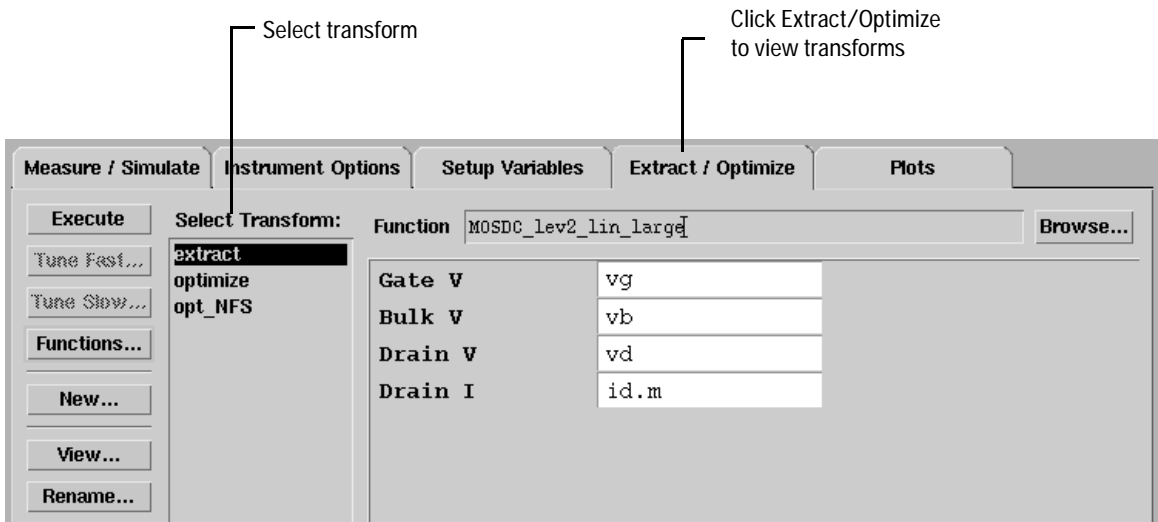 Select transform
Click Extract/Optimize
to view transforms
Measure / Simulate
Instrument Options
Setup Variables
Extract / Optimize
Plots
Execute
Tune Fast...
Tune Slow...
Functions...
New...
View...
Rename...
Select Transform:
extract
optimize
opt_NFS
Function MOSDC_lev2_lin_large Browse...
Gate V vg
Bulk V vb
Drain V vd
Drain I id.m